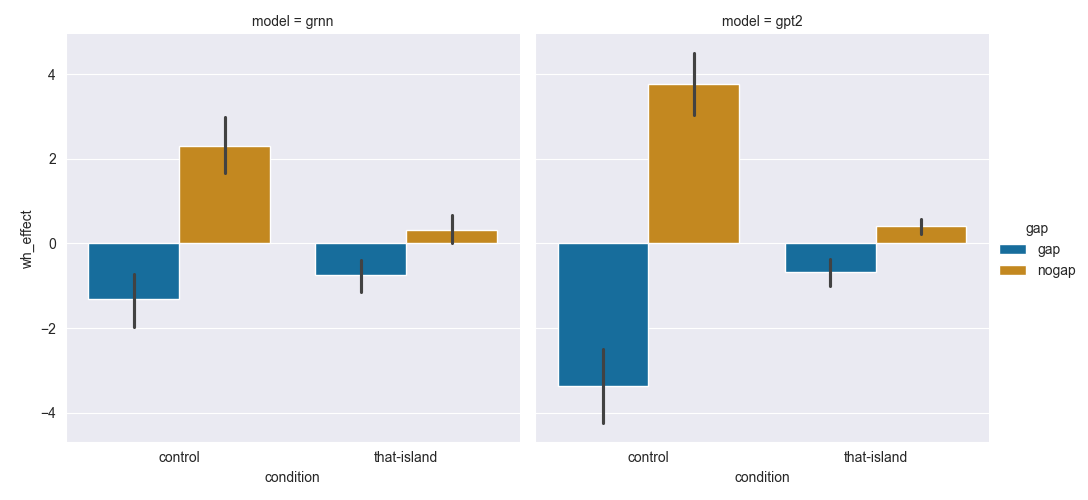 model = grnn
model = gpt2
4
2
0
−2
−4
wh_effect
control
that-island
control
that-island
condition
condition
gap
gap
nogap